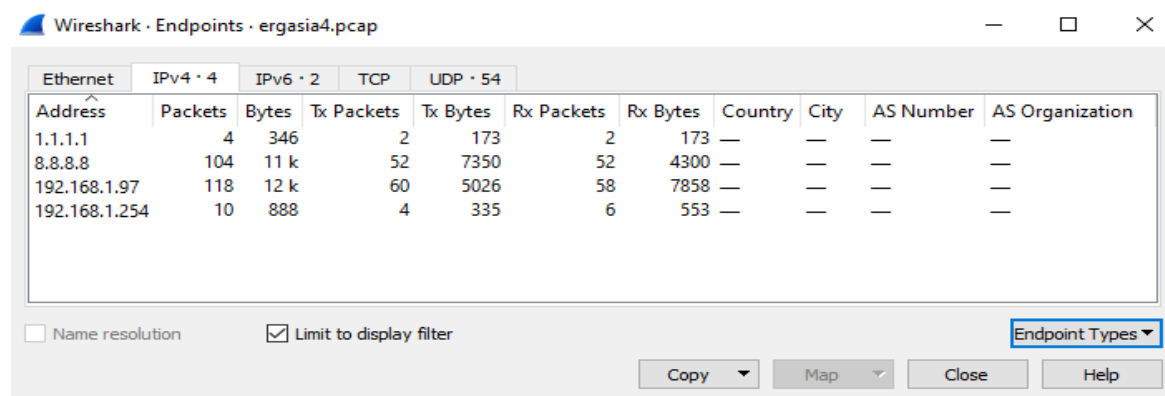 Wireshark · Endpoints · ergasia4.pcap
Ethernet IPv4 · 4 IPv6 · 2 TCP UDP · 54
Address Packets Bytes Tx Packets Tx Bytes Rx Packets Rx Bytes Country City AS Number AS Organization
1.1.1.1 4 346 2 173 2 173 — — — —
8.8.8.8 104 11 k 52 7350 52 4300 — — — —
192.168.1.97 118 12 k 60 5026 58 7858 — — — —
192.168.1.254 10 888 4 335 6 553 — — — —
Name resolution Limit to display filter Endpoint Types
Copy Map Close Help